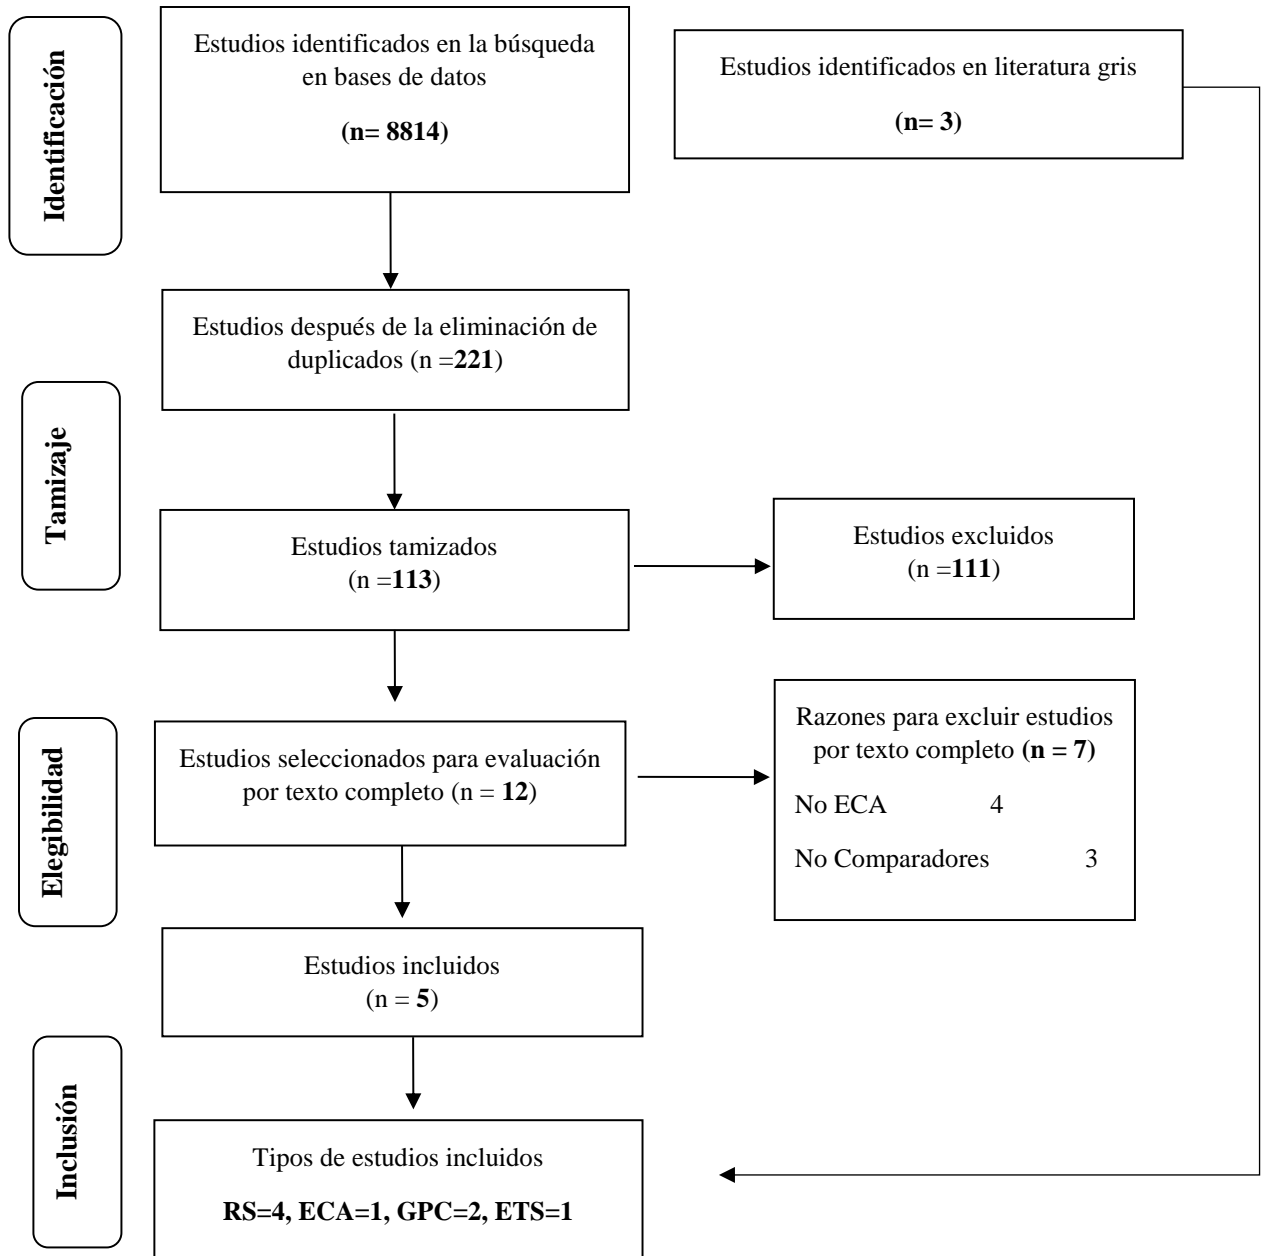 Identificación
Estudios identificados en la búsqueda
en bases de datos
(n= 8814)
Estudios identificados en literatura gris
(n= 3)
Estudios después de la eliminación de
duplicados (n =221)
Tamizaje
Estudios tamizados
(n =113)
Estudios excluidos
(n =111)
Elegibilidad
Estudios seleccionados para evaluación
por texto completo (n = 12)
Razones para excluir estudios
por texto completo (n = 7)
No ECA 4
No Comparadores 3
Estudios incluidos
(n = 5)
Inclusión
Tipos de estudios incluidos
RS=4, ECA=1, GPC=2, ETS=1